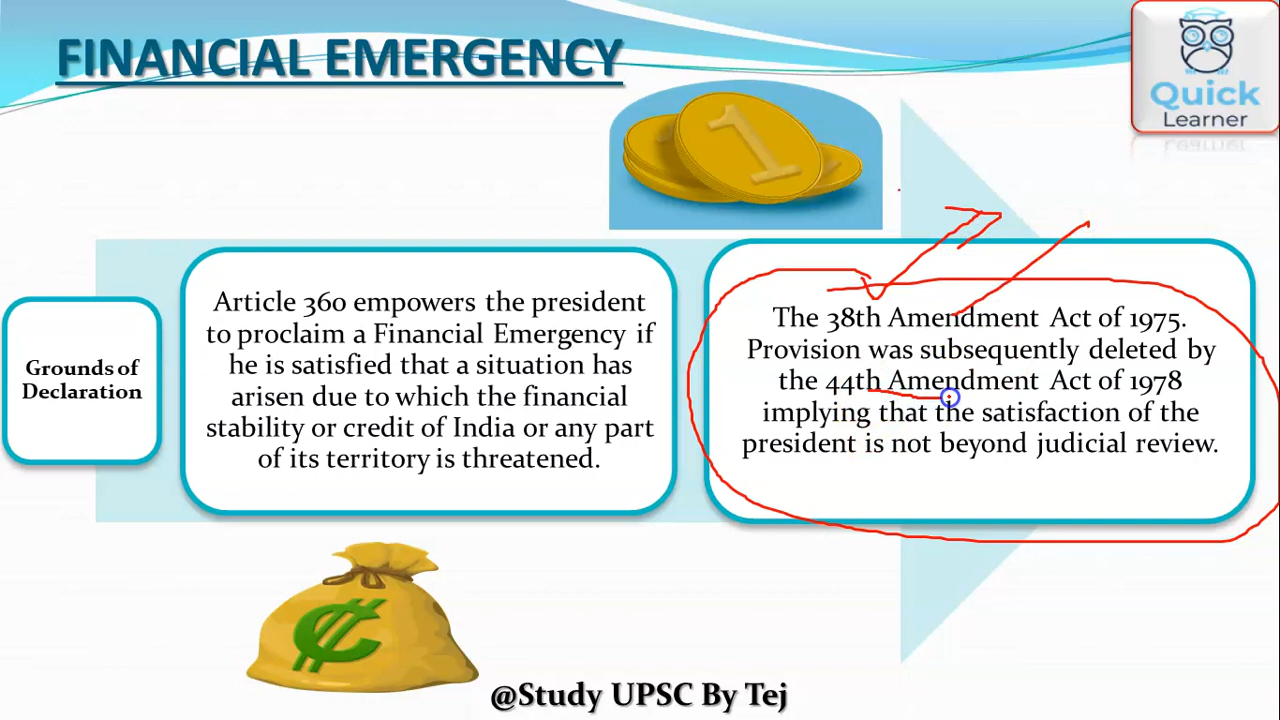 FINANCIAL EMERGENCY
Quick
Learner
1
Grounds of
Declaration
Article 360 empowers the president
to proclaim a Financial Emergency if
he is satisfied that a situation has
arisen due to which the financial
stability or credit of India or any part
of its territory is threatened.
The 38th Amendment Act of 1975.
Provision was subsequently deleted by
the 44th Amendment Act of 1978
implying that the satisfaction of the
president is not beyond judicial review.
@Study UPSC By Tej